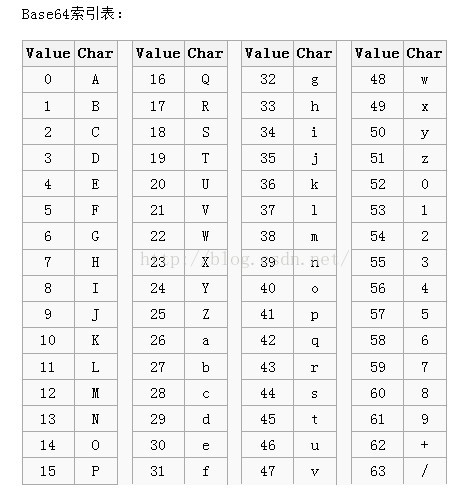 Base64索引表：
Value Char Value Char Value Char Value Char
0 A 16 Q 32 g 48 w
1 B 17 R 33 h 49 x
2 C 18 S 34 i 50 y
3 D 19 T 35 j 51 z
4 E 20 U 36 k 52 0
5 F 21 V 37 l 53 1
6 G 22 W 38 m 54 2
7 H 23 X 39 n 55 3
http://blog.csdn.net/
8 I 24 Y 40 o 56 4
9 J 25 Z 41 p 57 5
10 K 26 a 42 q 58 6
11 L 27 b 43 r 59 7
12 M 28 c 44 s 60 8
13 N 29 d 45 t 61 9
14 O 30 e 46 u 62 +
15 P 31 f 47 v 63 /